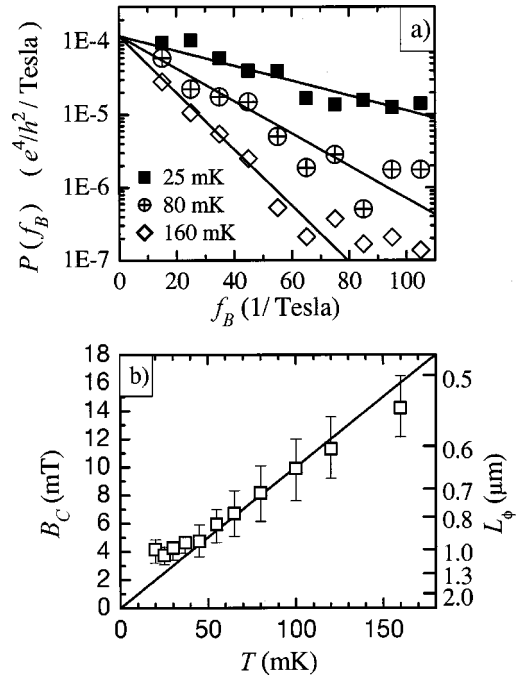 a)
P(f_B) (e^4/h^2/Tesla)
1E-4
1E-5
1E-6
1E-7
■ 25 mK
⊕ 80 mK
◇ 160 mK
0 20 40 60 80 100
f_B (1/Tesla)
b)
B_C (mT)
18
16
14
12
10
8
6
4
2
0
0.5
0.6
0.7
0.8
1.0
1.3
2.0
L_ϕ (μm)
0 50 100 150
T (mK)